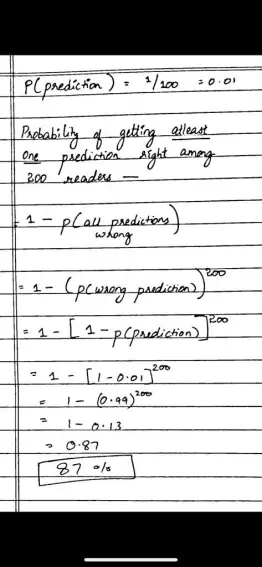 P(prediction) = 1/100 = 0.01
Probability of getting atleast
one prediction right among
200 readers —
= 1 - p(all predictions wrong)
= 1 - (p(wrong prediction))^200
= 1 - [1 - p(prediction)]^200
= 1 - [1-0.01]^200
= 1 - (0.99)^200
= 1 - 0.13
= 0.87
87 %